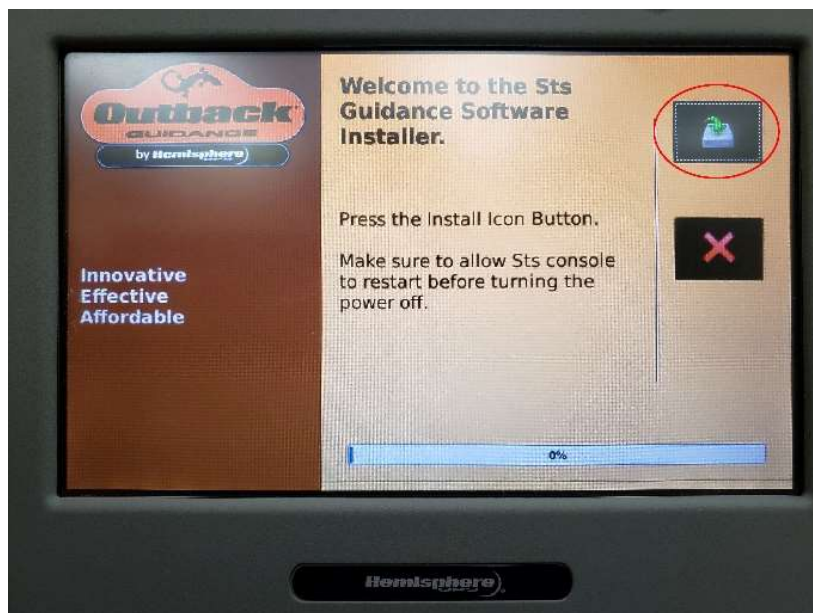 Outback
GUIDANCE
by Hemisphere
Innovative
Effective
Affordable
Welcome to the Sts
Guidance Software
Installer.
Press the Install Icon Button.
Make sure to allow Sts console
to restart before turning the
power off.
0%
Hemisphere